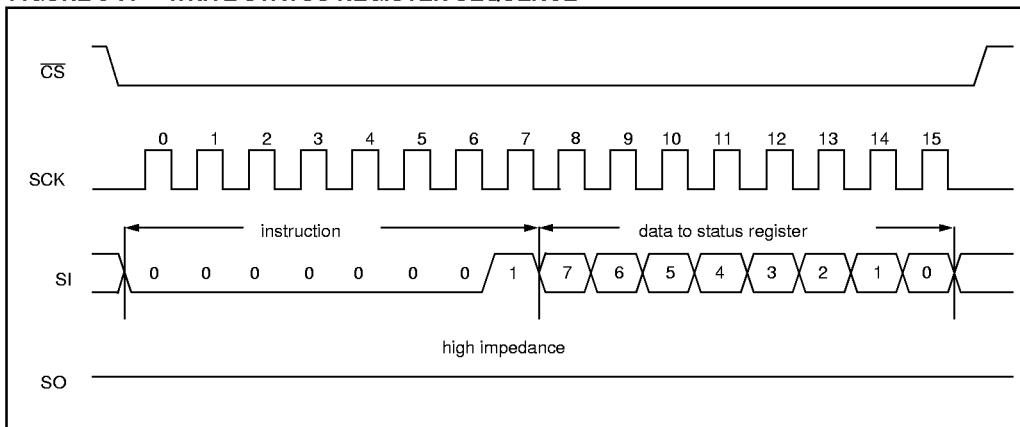 CS
0 1 2 3 4 5 6 7 8 9 10 11 12 13 14 15
SCK
instruction data to status register
SI 0 0 0 0 0 0 0 1 7 6 5 4 3 2 1 0
high impedance
SO